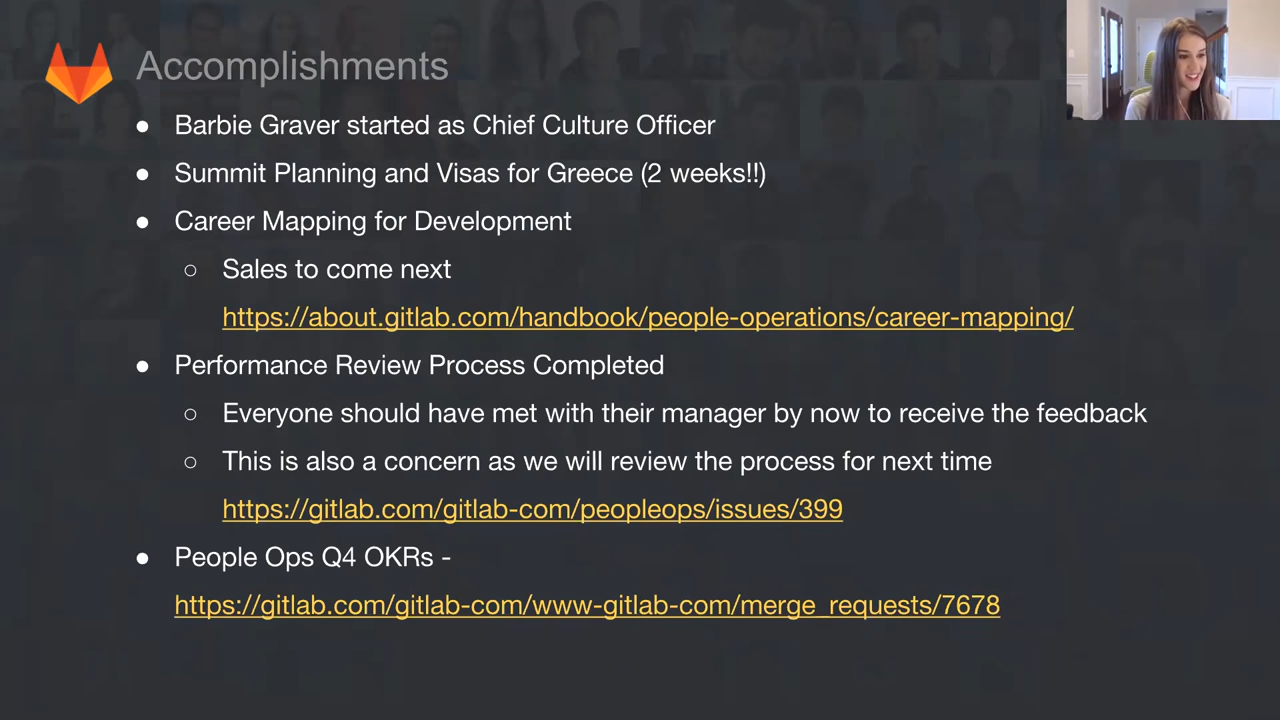 Accomplishments
● Barbie Graver started as Chief Culture Officer
● Summit Planning and Visas for Greece (2 weeks!!)
● Career Mapping for Development
○ Sales to come next
https://about.gitlab.com/handbook/people-operations/career-mapping/
● Performance Review Process Completed
○ Everyone should have met with their manager by now to receive the feedback
○ This is also a concern as we will review the process for next time
https://gitlab.com/gitlab-com/peopleops/issues/399
● People Ops Q4 OKRs -
https://gitlab.com/gitlab-com/www-gitlab-com/merge_requests/7678